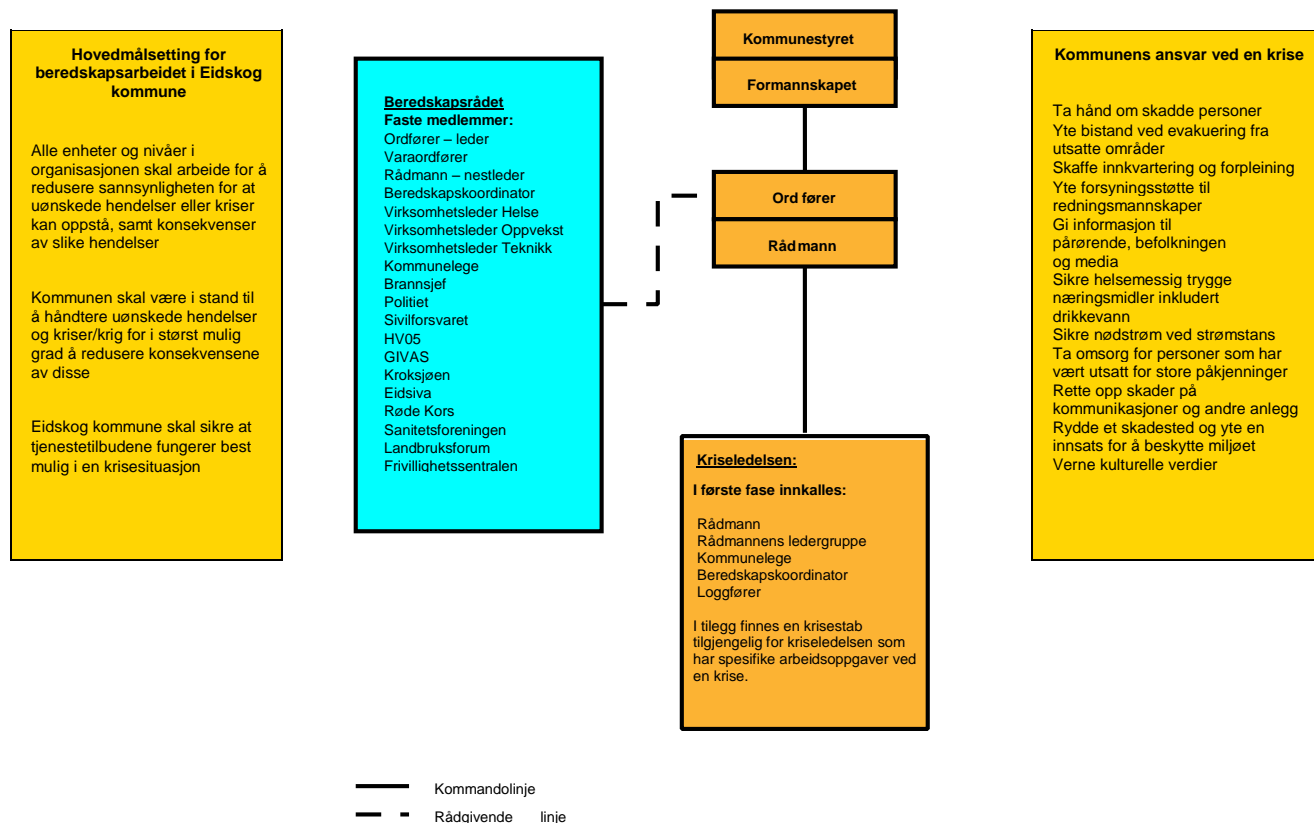 Hovedmålsetting for
beredskapsarbeidet i Eidskog
kommune
Alle enheter og nivåer i
organisasjonen skal arbeide for å
redusere sannsynligheten for at
uønskede hendelser eller kriser
kan oppstå, samt konsekvenser
av slike hendelser
Kommunen skal være i stand til
å håndtere uønskede hendelser
og kriser/krig for i størst mulig
grad å redusere konsekvensene
av disse
Eidskog kommune skal sikre at
tjenestetilbudene fungerer best
mulig i en krisesituasjon
Beredskapsrådet
Faste medlemmer:
Ordfører – leder
Varaordfører
Rådmann – nestleder
Beredskapskoordinator
Virksomhetsleder Helse
Virksomhetsleder Oppvekst
Virksomhetsleder Teknikk
Kommunelege
Brannsjef
Politiet
Sivilforsvaret
HV05
GIVAS
Kroksjøen
Eidsiva
Røde Kors
Sanitetsforeningen
Landbruksforum
Frivillighetssentralen
Kommunestyret
Formannskapet
Ord fører
Rådmann
Kriseledelsen:
I første fase innkalles:
Rådmann
Rådmannens ledergruppe
Kommunelege
Beredskapskoordinator
Loggfører
I tilegg finnes en krisestab
tilgjengelig for kriseledelsen som
har spesifike arbeidsoppgaver ved
en krise.
Kommunens ansvar ved en krise
Ta hånd om skadde personer
Yte bistand ved evakuering fra
utsatte områder
Skaffe innkvartering og forpleining
Yte forsyningsstøtte til
redningsmannskaper
Gi informasjon til
pårørende, befolkningen
og media
Sikre helsemessig trygge
næringsmidler inkludert
drikkevann
Sikre nødstrøm ved strømstans
Ta omsorg for personer som har
vært utsatt for store påkjenninger
Rette opp skader på
kommunikasjoner og andre anlegg
Rydde et skadested og yte en
innsats for å beskytte miljøet
Verne kulturelle verdier
Kommandolinje
Rådgivende linje